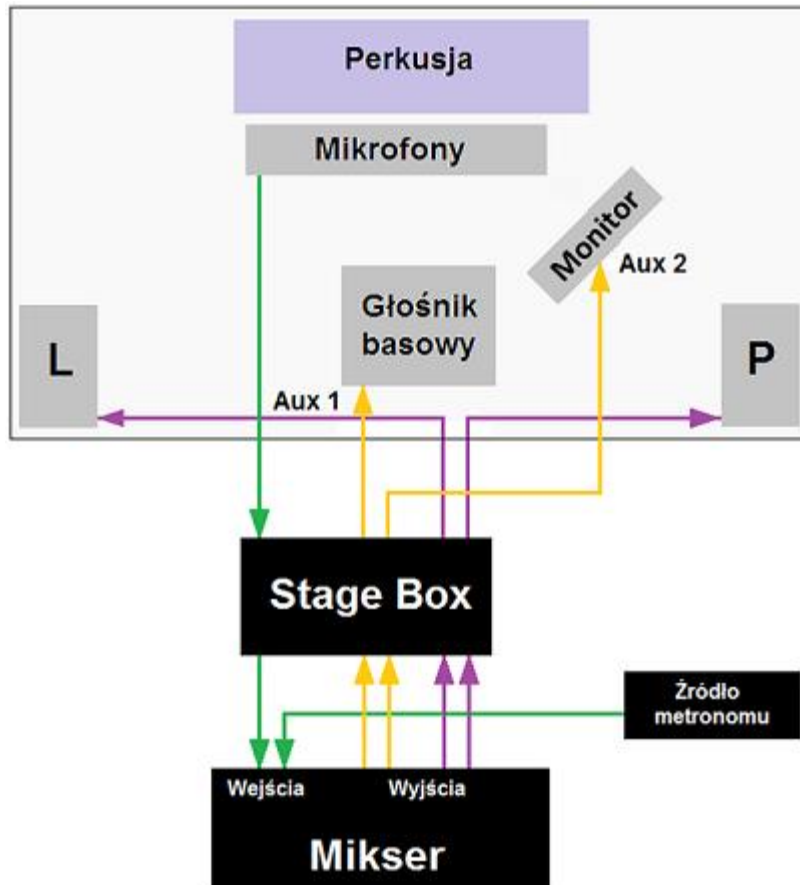 Perkusja
Mikrofony
Monitor
Aux 2
Głośnik
basowy
L
P
Aux 1
Stage Box
Źródło
metronomu
Wejścia
Wyjścia
Mikser